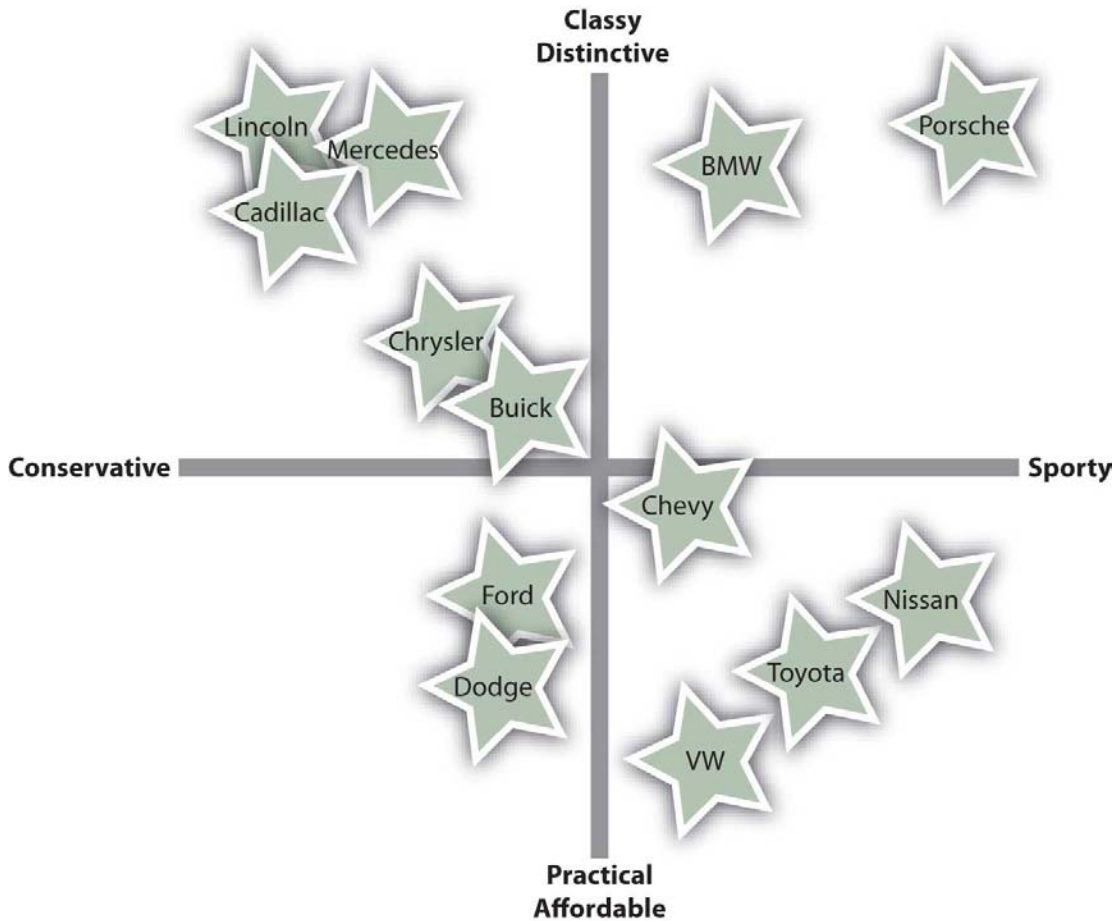 Classy
Distinctive
Lincoln
Mercedes
Cadillac
BMW
Porsche
Chrysler
Buick
Conservative
Sporty
Chevy
Ford
Nissan
Dodge
Toyota
VW
Practical
Affordable